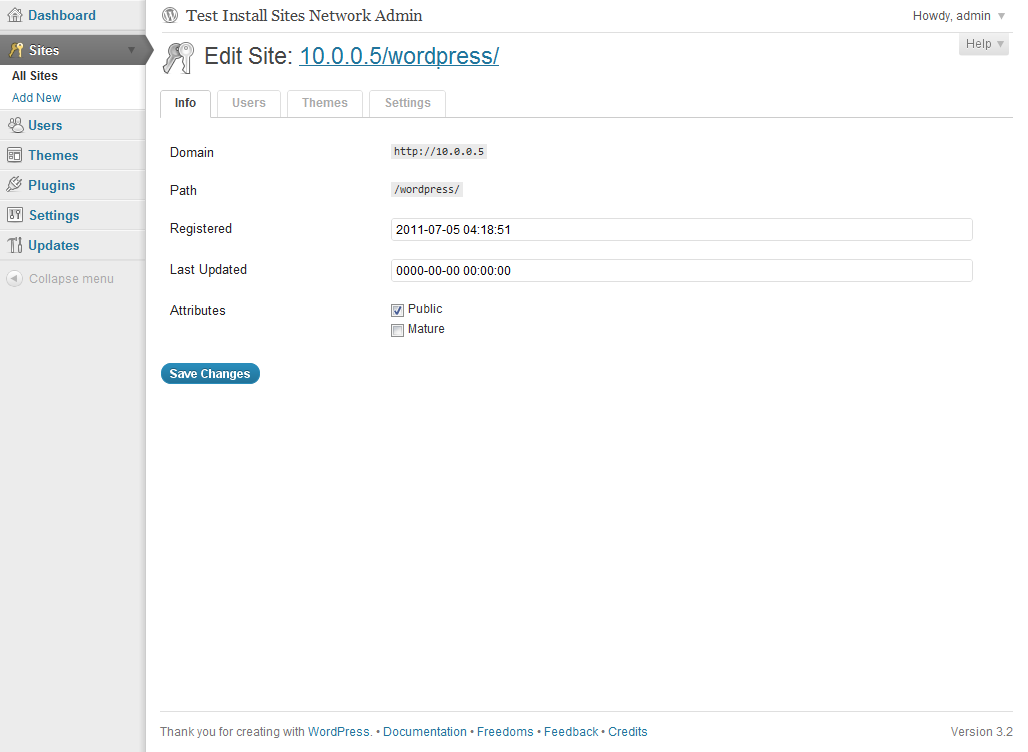 Dashboard
Sites
All Sites
Add New
Users
Themes
Plugins
Settings
Updates
Collapse menu
Test Install Sites Network Admin
Howdy, admin
Help
Edit Site: 10.0.0.5/wordpress/
Info Users Themes Settings
Domain http://10.0.0.5
Path /wordpress/
Registered 2011-07-05 04:18:51
Last Updated 0000-00-00 00:00:00
Attributes Public
Mature
Save Changes
Thank you for creating with WordPress. • Documentation • Freedoms • Feedback • Credits
Version 3.2